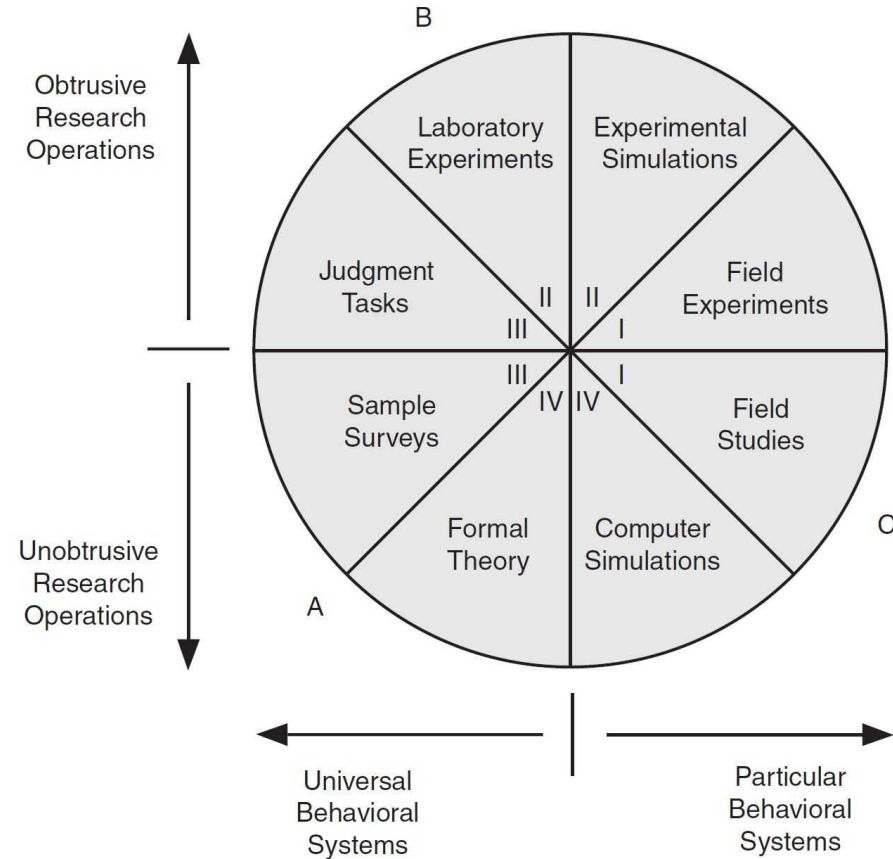 B
Obtrusive
Research
Operations
Laboratory
Experiments
Experimental
Simulations
Judgment
Tasks
Field
Experiments
II
II
III
I
III
I
IV
IV
Sample
Surveys
Field
Studies
Formal
Theory
Computer
Simulations
C
Unobtrusive
Research
Operations
A
Universal
Behavioral
Systems
Particular
Behavioral
Systems